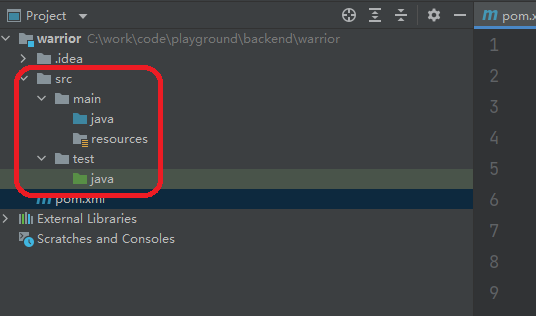 Project
pom.x
warrior C:\work\code\playground\backend\warrior
.idea
src
main
java
resources
test
java
pom.xml
External Libraries
Scratches and Consoles
1
2
3
4
5
6
7
8
9